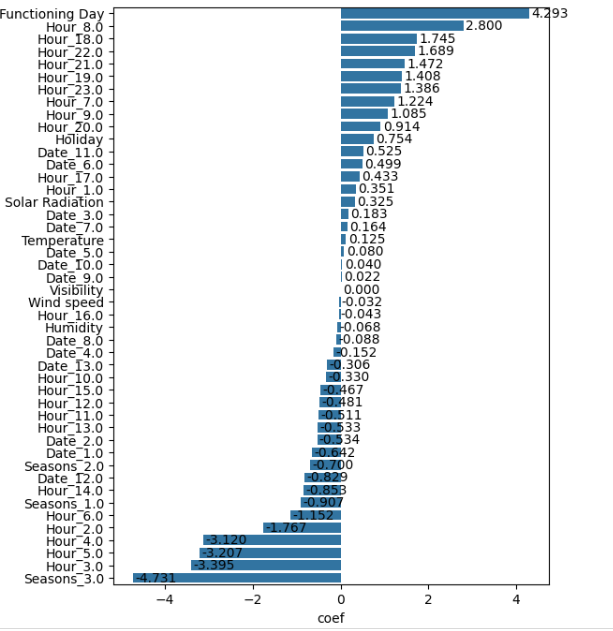 Functioning Day 4.293
Hour_8.0 2.800
Hour_18.0 1.745
Hour_22.0 1.689
Hour_21.0 1.472
Hour_19.0 1.408
Hour_23.0 1.386
Hour_7.0 1.224
Hour_9.0 1.085
Hour_20.0 0.914
Holiday 0.754
Date_11.0 0.525
Date_6.0 0.499
Hour_17.0 0.433
Hour_1.0 0.351
Solar Radiation 0.325
Date_3.0 0.183
Date_7.0 0.164
Temperature 0.125
Date_5.0 0.080
Date_10.0 0.040
Date_9.0 0.022
Visibility 0.000
Wind speed -0.032
Hour_16.0 -0.043
Humidity -0.068
Date_8.0 -0.088
Date_4.0 -0.152
Date_13.0 -0.306
Hour_10.0 -0.330
Hour_15.0 -0.467
Hour_12.0 -0.481
Hour_11.0 -0.511
Hour_13.0 -0.533
Date_2.0 -0.534
Date_1.0 -0.642
Seasons_2.0 -0.700
Date_12.0 -0.829
Hour_14.0 -0.853
Seasons_1.0 -0.907
Hour_6.0 -1.152
Hour_2.0 -1.767
Hour_4.0 -3.120
Hour_5.0 -3.207
Hour_3.0 -3.395
Seasons_3.0 -4.731
−4 −2 0 2 4
coef